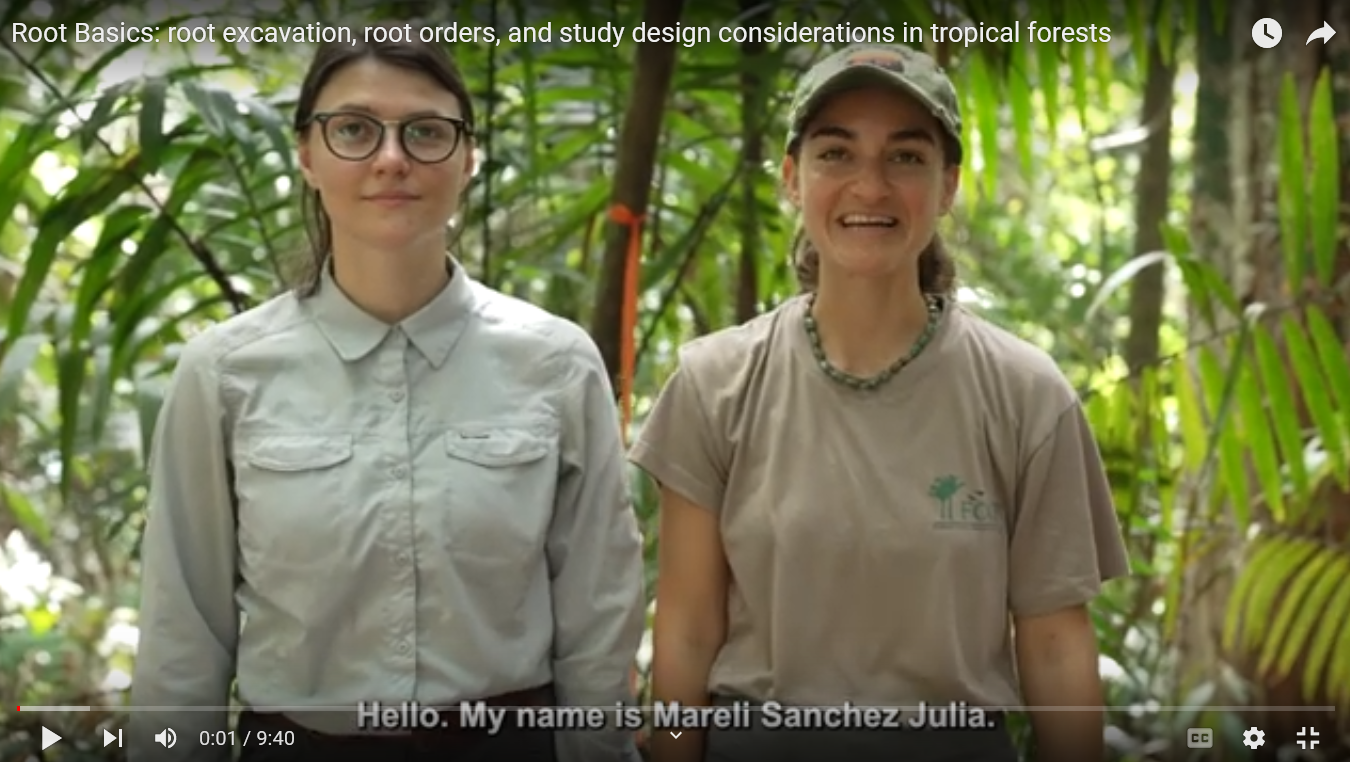 Root Basics: root excavation, root orders, and study design considerations in tropical forests
Hello. My name is Mareli Sanchez Julia.
0:01 / 9:40
CC